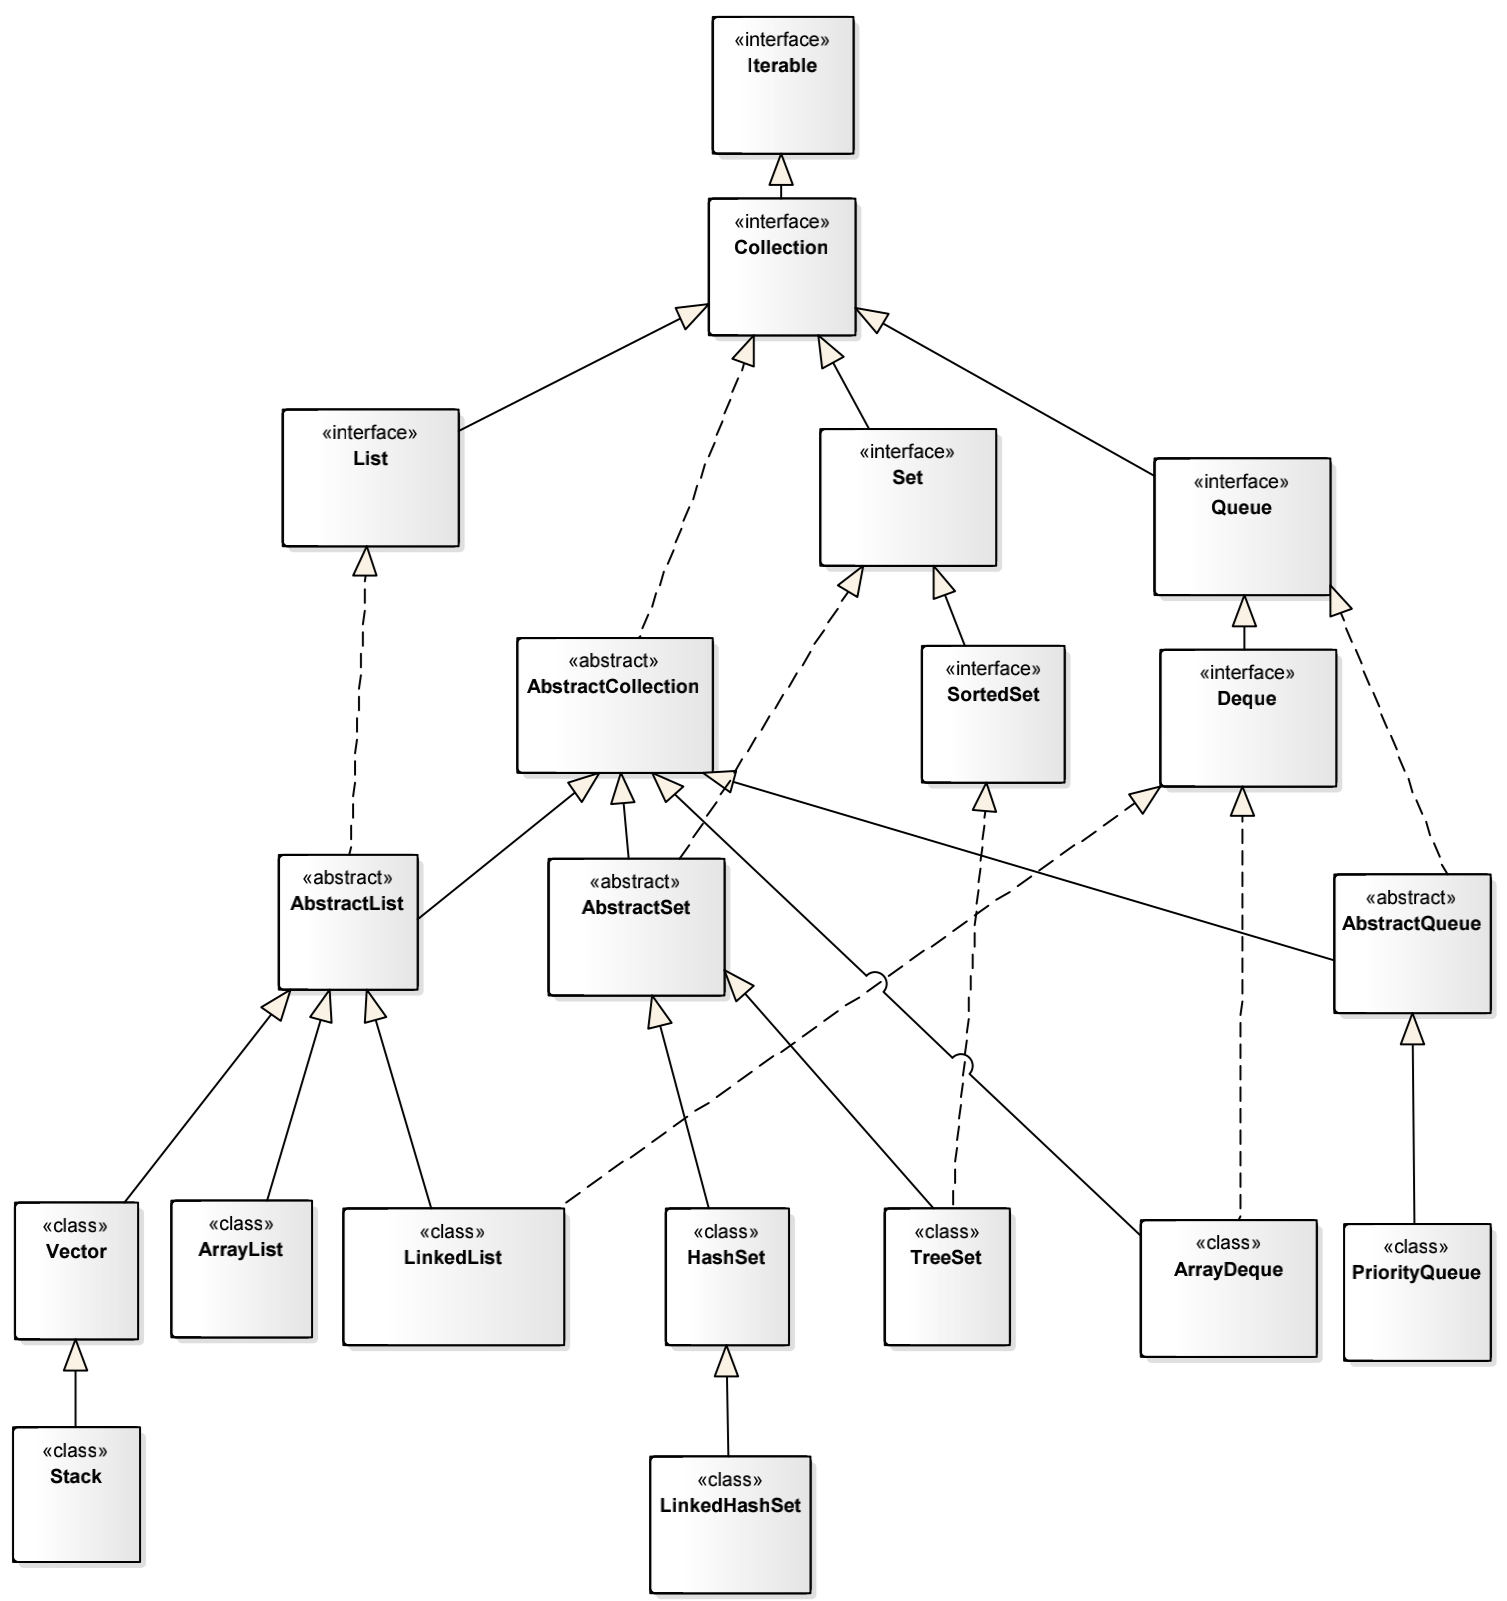 «interface»
Iterable
«interface»
Collection
«interface»
List
«interface»
Set
«interface»
Queue
«abstract»
AbstractCollection
«interface»
SortedSet
«interface»
Deque
«abstract»
AbstractList
«abstract»
AbstractSet
«abstract»
AbstractQueue
«class»
Vector
«class»
ArrayList
«class»
LinkedList
«class»
HashSet
«class»
TreeSet
«class»
ArrayDeque
«class»
PriorityQueue
«class»
Stack
«class»
LinkedHashSet